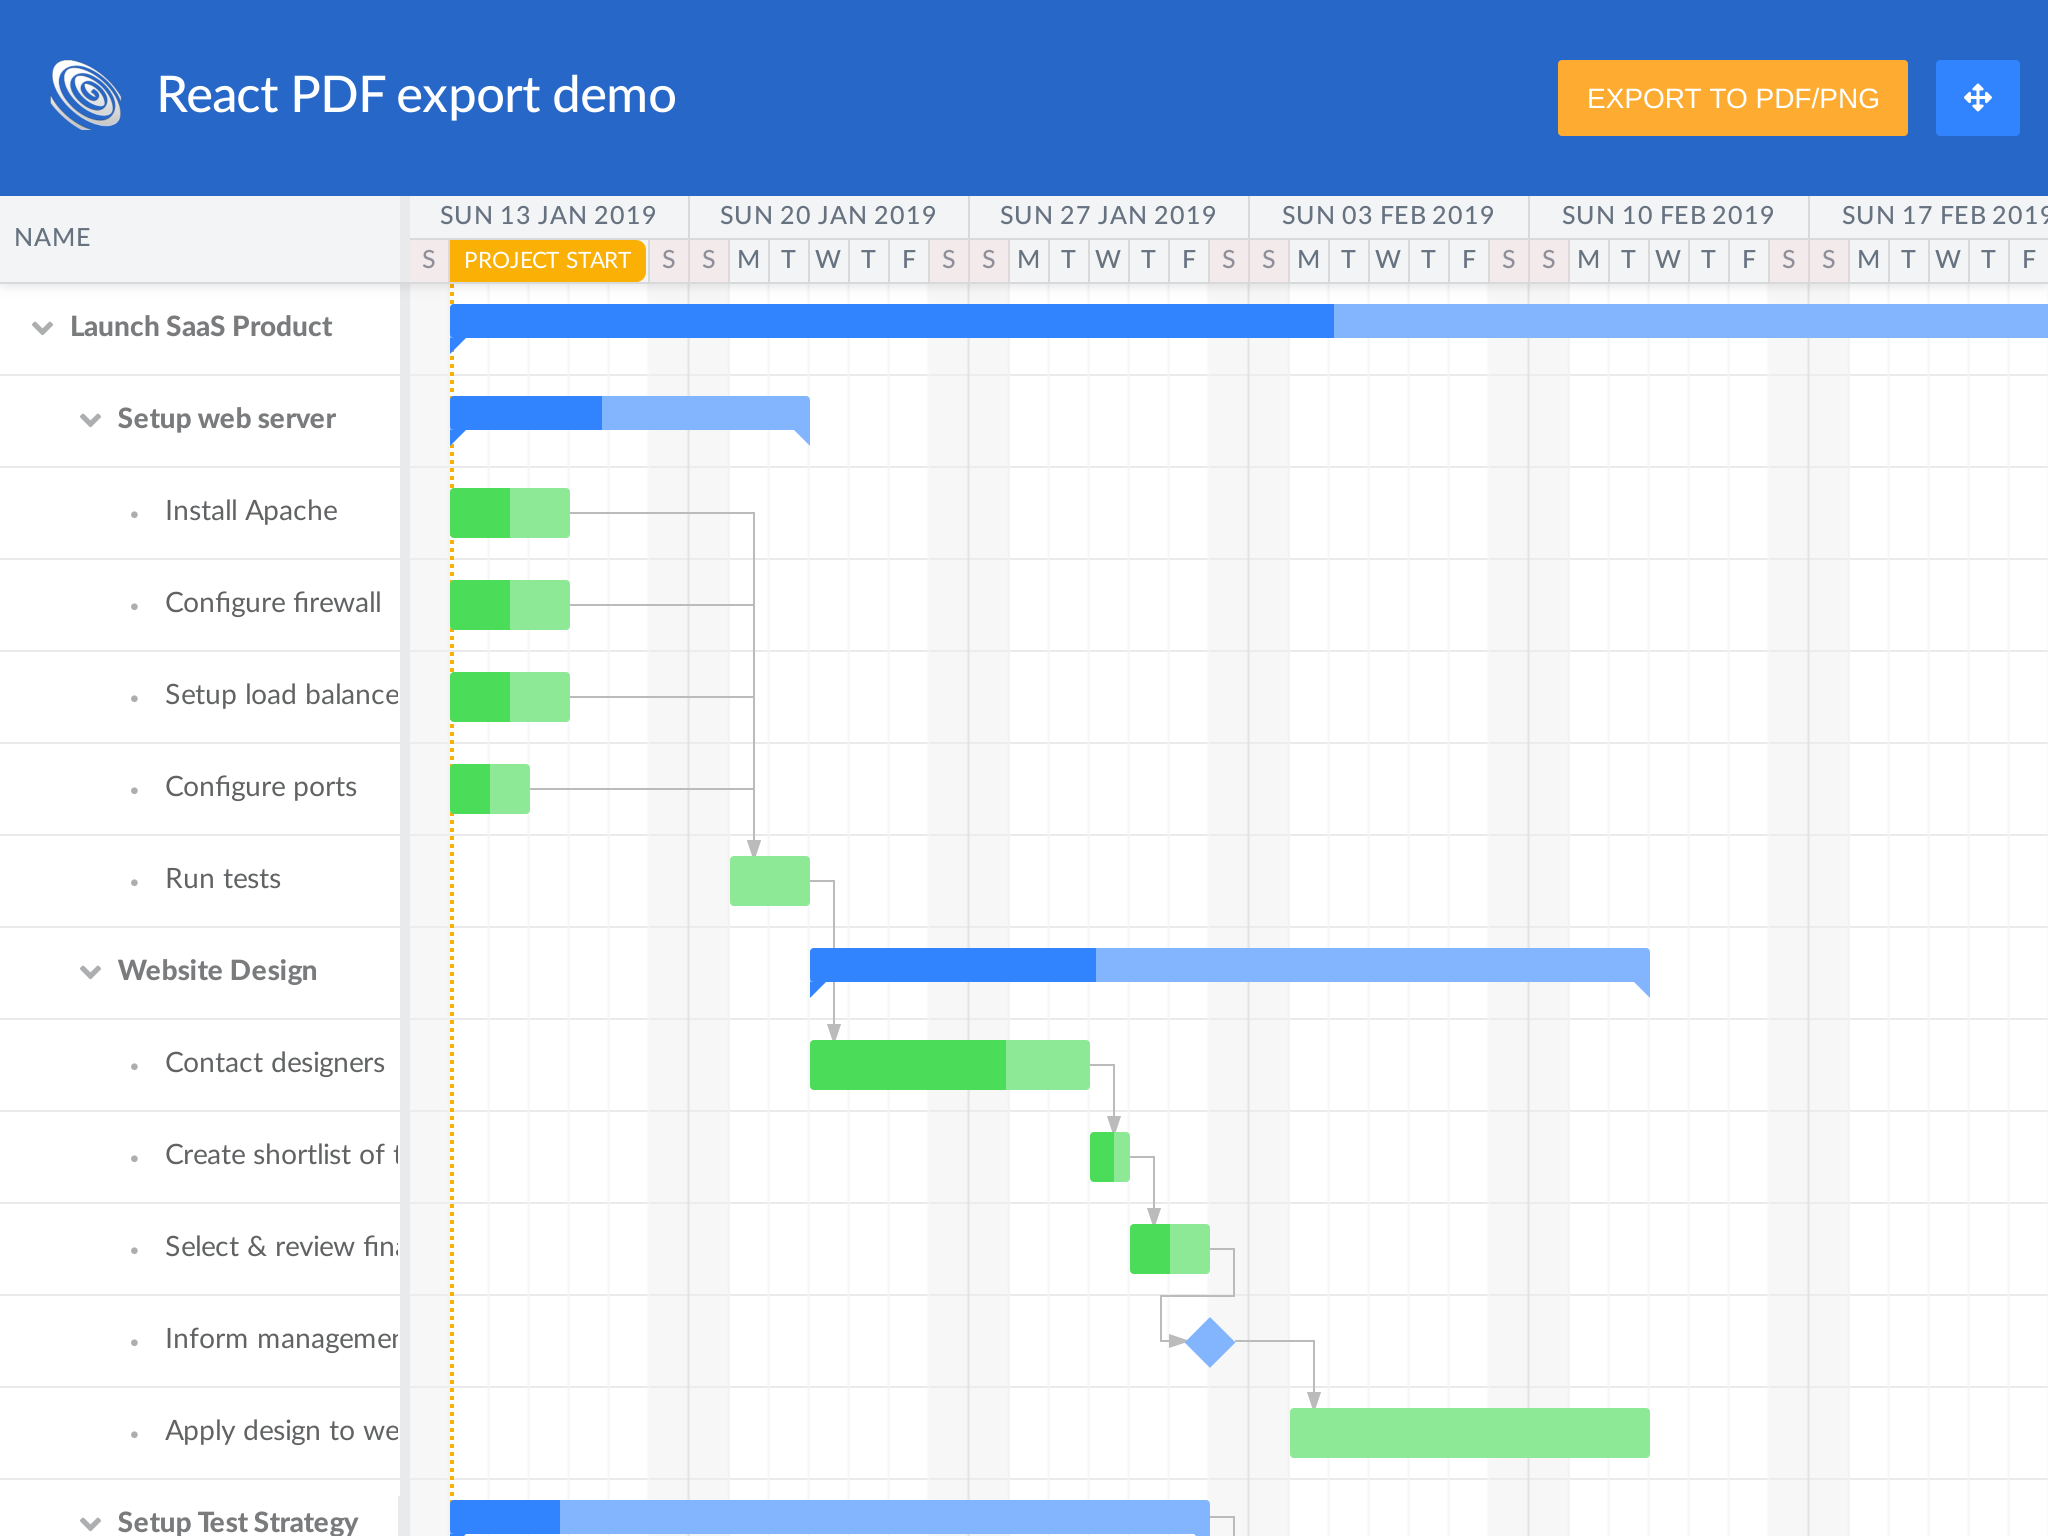 React PDF export demo
EXPORT TO PDF/PNG
NAME
SUN 13 JAN 2019 SUN 20 JAN 2019 SUN 27 JAN 2019 SUN 03 FEB 2019 SUN 10 FEB 2019 SUN 17 FEB 2019
S PROJECT START S S M T W T F S S M T W T F S S M T W T F S S M T W T F S S M T W T F
Launch SaaS Product
Setup web server
Install Apache
Configure firewall
Setup load balance
Configure ports
Run tests
Website Design
Contact designers
Create shortlist of
Select & review
Inform
Apply design to
Setup Test Strategy